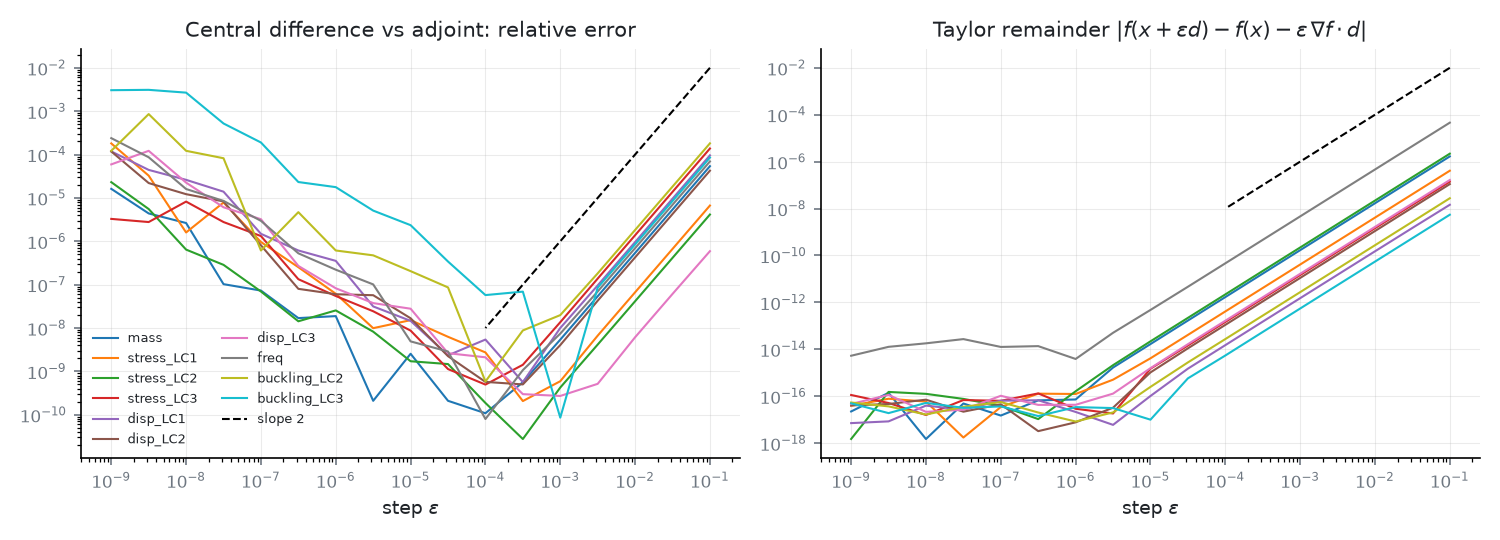 Central difference vs adjoint: relative error
10⁻²
10⁻³
10⁻⁴
10⁻⁵
10⁻⁶
10⁻⁷
10⁻⁸
10⁻⁹
10⁻¹⁰
mass
stress_LC1
stress_LC2
stress_LC3
disp_LC1
disp_LC2
disp_LC3
freq
buckling_LC2
buckling_LC3
slope 2
10⁻⁹ 10⁻⁸ 10⁻⁷ 10⁻⁶ 10⁻⁵ 10⁻⁴ 10⁻³ 10⁻² 10⁻¹
step ε
Taylor remainder |f(x + εd) − f(x) − ε ∇f · d|
10⁻²
10⁻⁴
10⁻⁶
10⁻⁸
10⁻¹⁰
10⁻¹²
10⁻¹⁴
10⁻¹⁶
10⁻¹⁸
10⁻⁹ 10⁻⁸ 10⁻⁷ 10⁻⁶ 10⁻⁵ 10⁻⁴ 10⁻³ 10⁻² 10⁻¹
step ε